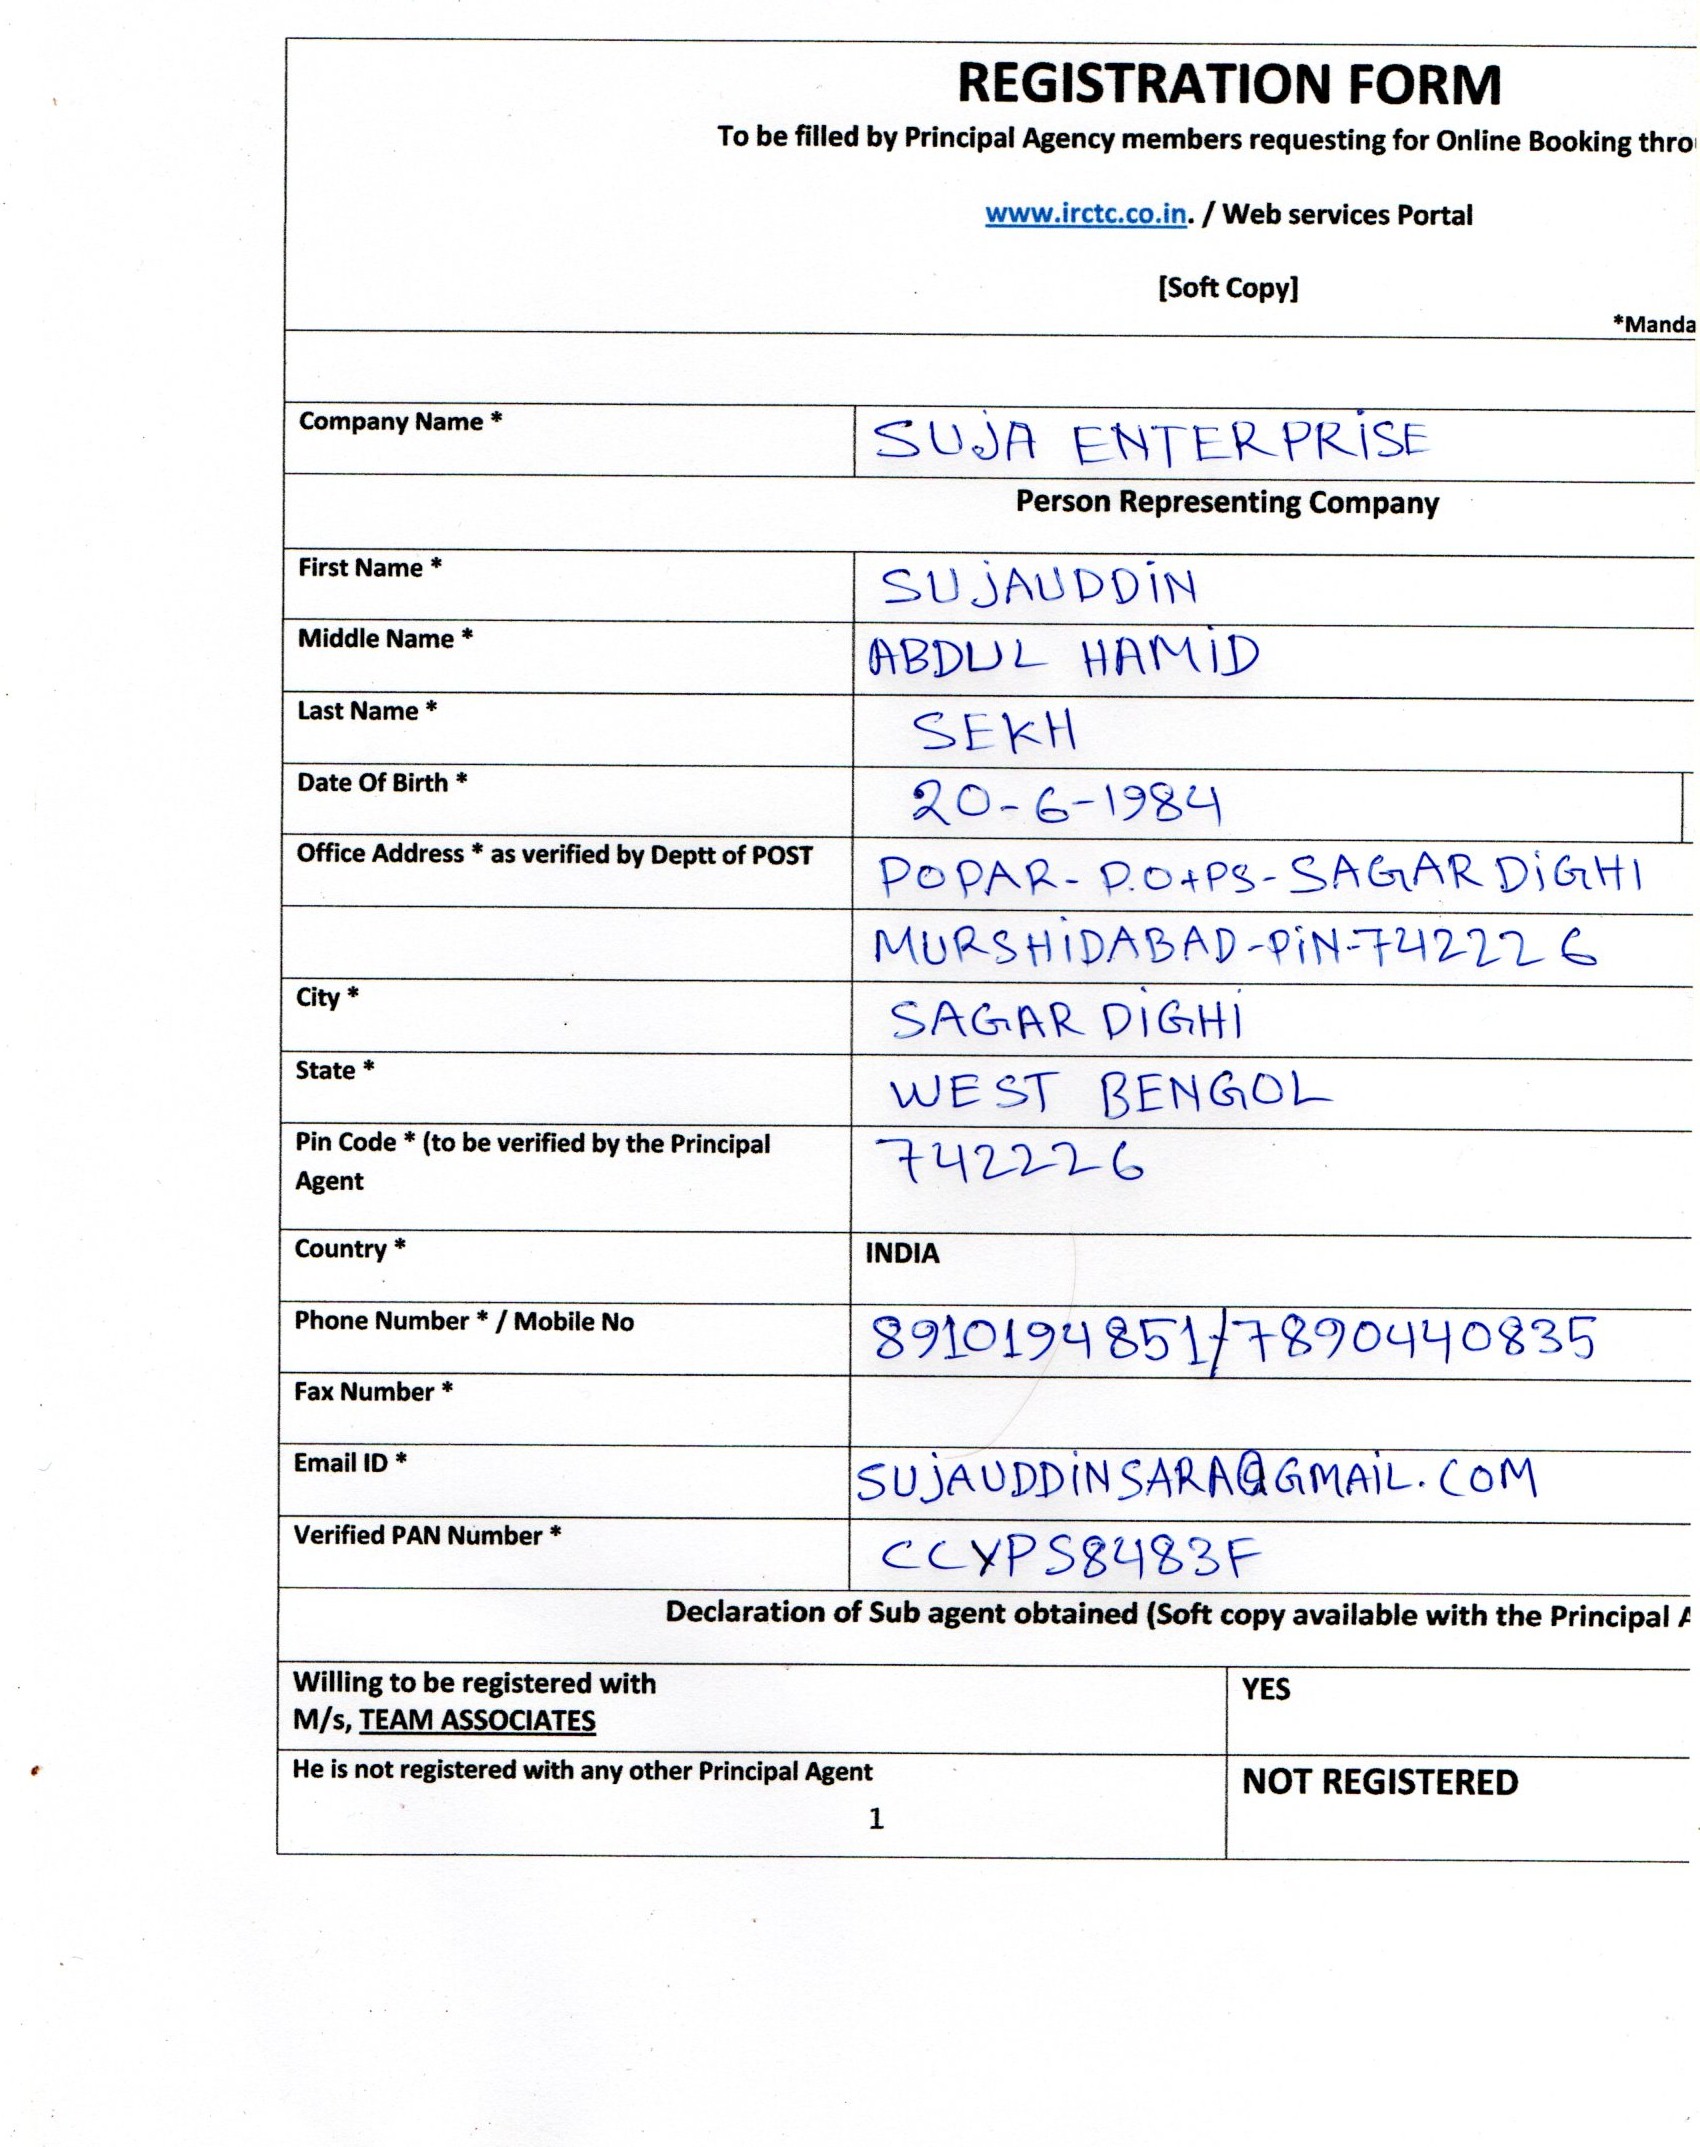 REGISTRATION FORM
To be filled by Principal Agency members requesting for Online Booking
www.irctc.co.in. / Web services Portal
[Soft Copy]
Company Name * SUJA ENTERPRISE
Person Representing Company
First Name * SUJAUDDIN
Middle Name * ABDUL HAMID
Last Name * SEKH
Date Of Birth * 20-6-1984
Office Address * as verified by Deptt of POST POPAR- P.O+PS- SAGAR DIGHI
MURSHIDABAD-PIN-742226
City * SAGAR DIGHI
State * WEST BENGOL
Pin Code * (to be verified by the Principal 742226
Agent
Country * INDIA
Phone Number * / Mobile No 8910194851/7890440835
Fax Number *
Email ID * SUJAUDDINSARA@GMAIL.COM
Verified PAN Number * CCYPS8483F
Declaration of Sub agent obtained (Soft copy available with the Principal
Willing to be registered with YES
M/s, TEAM ASSOCIATES
He is not registered with any other Principal Agent NOT REGISTERED
1